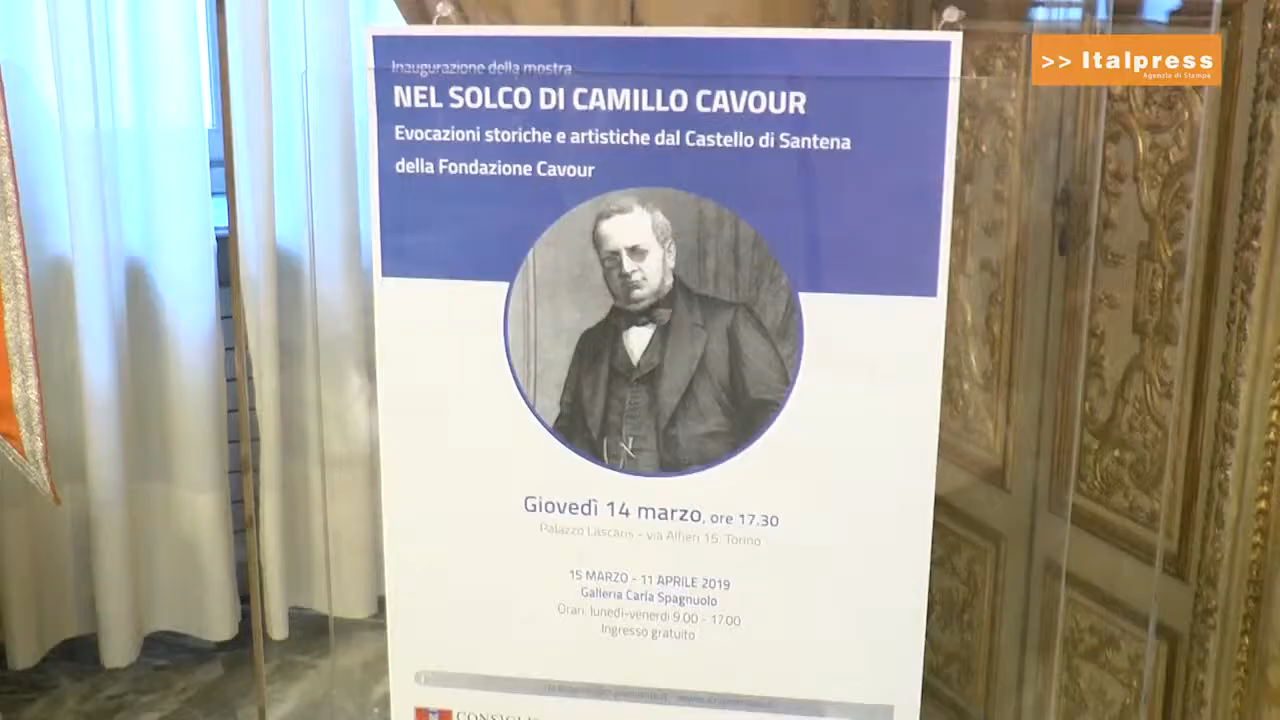 >> Italpress
Agenzia di Stampa
Inaugurazione della mostra
NEL SOLCO DI CAMILLO CAVOUR
Evocazioni storiche e artistiche dal Castello di Santena
della Fondazione Cavour
Giovedì 14 marzo, ore 17.30
Palazzo Lascaris - via Alfieri 15, Torino
15 MARZO - 11 APRILE 2019
Galleria Carla Spagnuolo
Orari: lunedì-venerdì 9.00 - 17.00
Ingresso gratuito